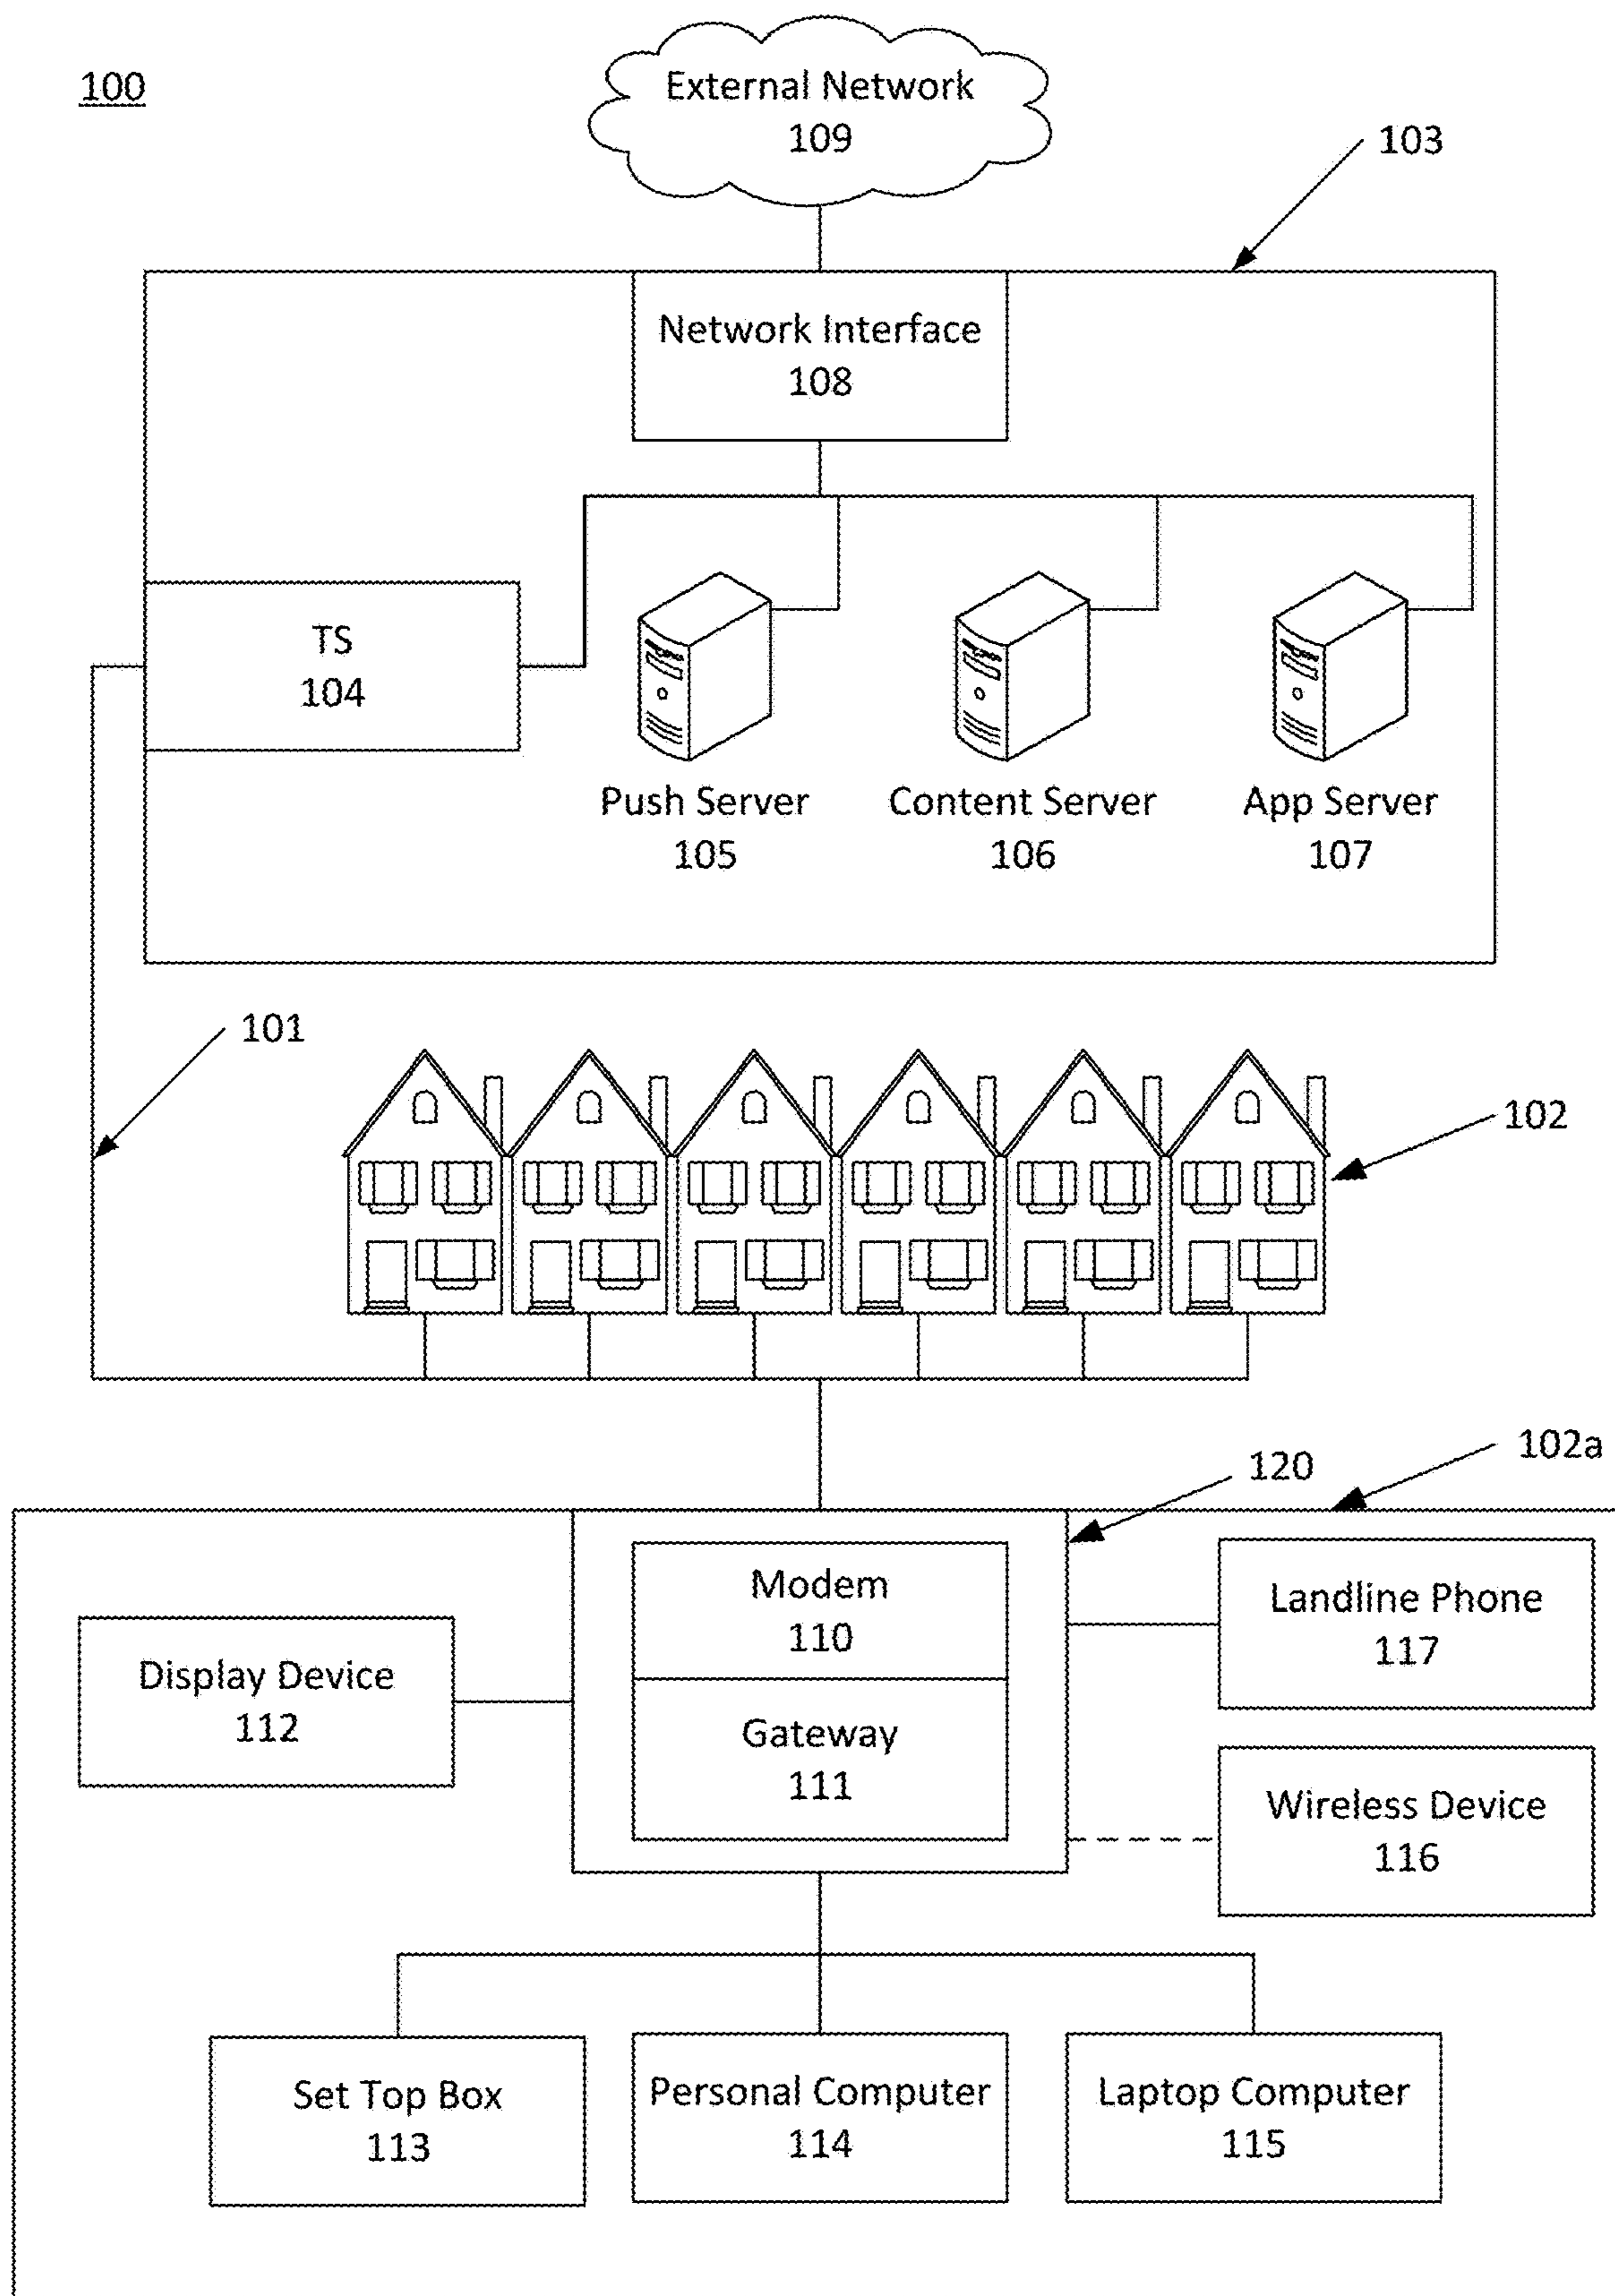 100
External Network
109
103
Network Interface
108
TS
104
Push Server
105
Content Server
106
App Server
107
101
102
102a
120
Modem
110
Landline Phone
117
Display Device
112
Gateway
111
Wireless Device
116
Set Top Box
113
Personal Computer
114
Laptop Computer
115